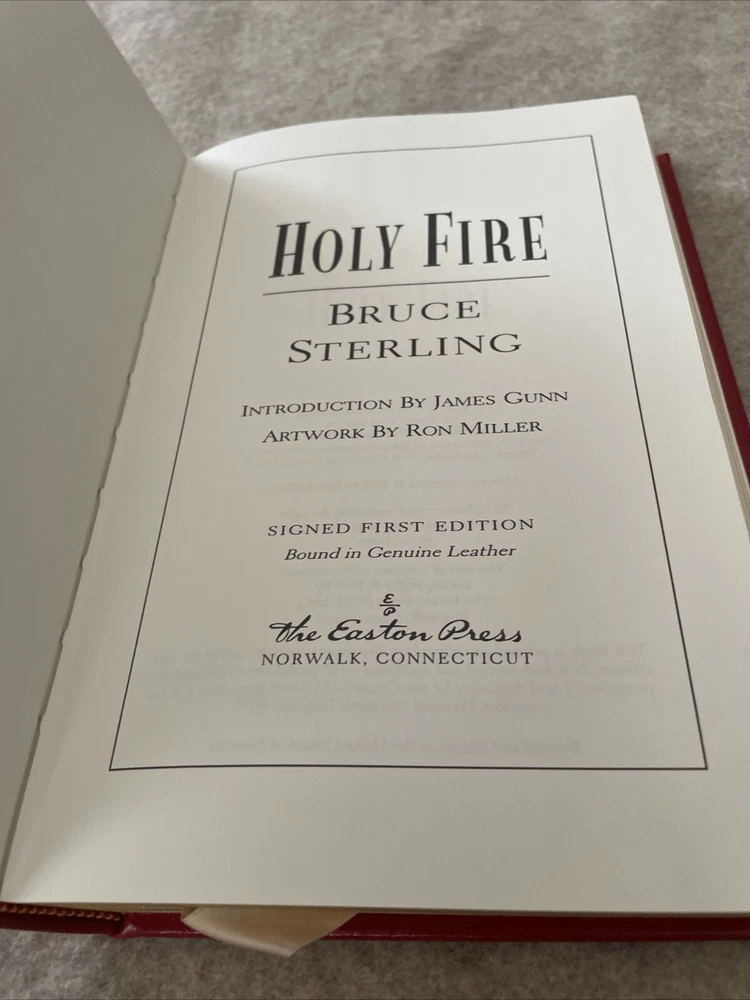 HOLY FIRE
BRUCE
STERLING
INTRODUCTION BY JAMES GUNN
ARTWORK BY RON MILLER
SIGNED FIRST EDITION
Bound in Genuine Leather
E
P
the Easton Press
NORWALK, CONNECTICUT